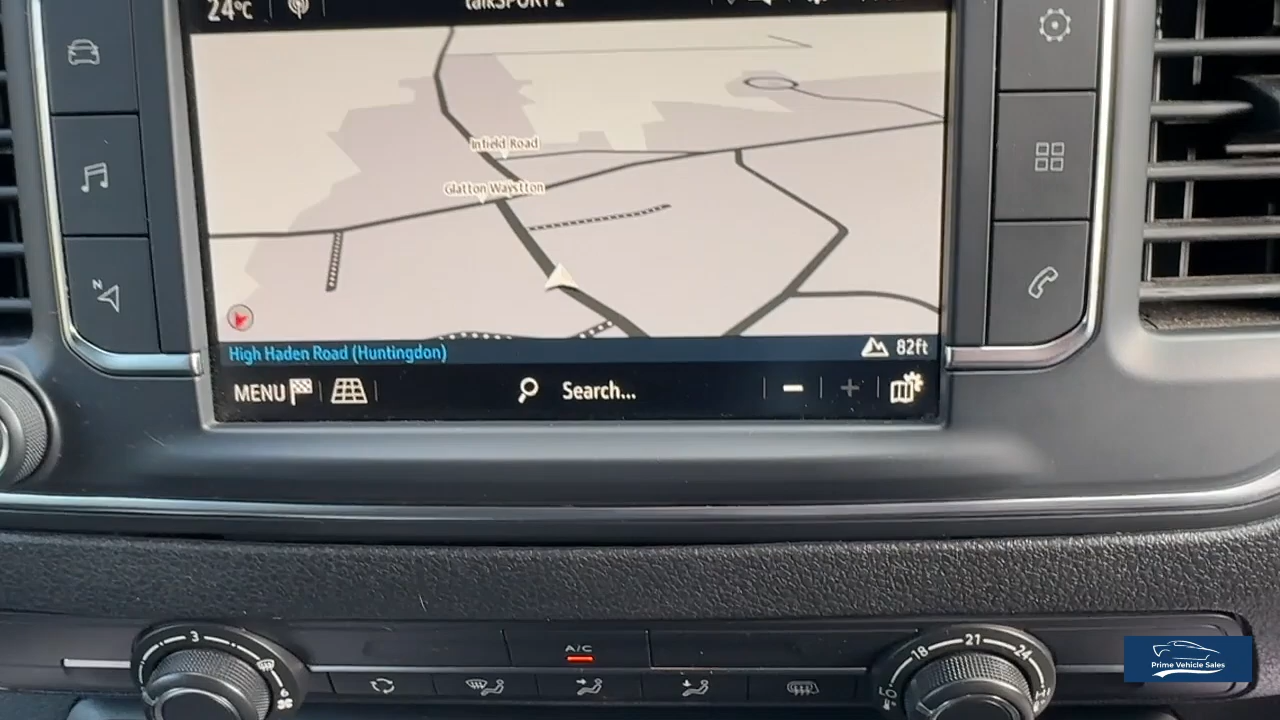 24°C
talkSPORT 2
Infield Road
Glatton Waystton
N
High Haden Road (Huntingdon)
82ft
MENU
Search...
3
A/C
18
21
24
Prime Vehicle Sales